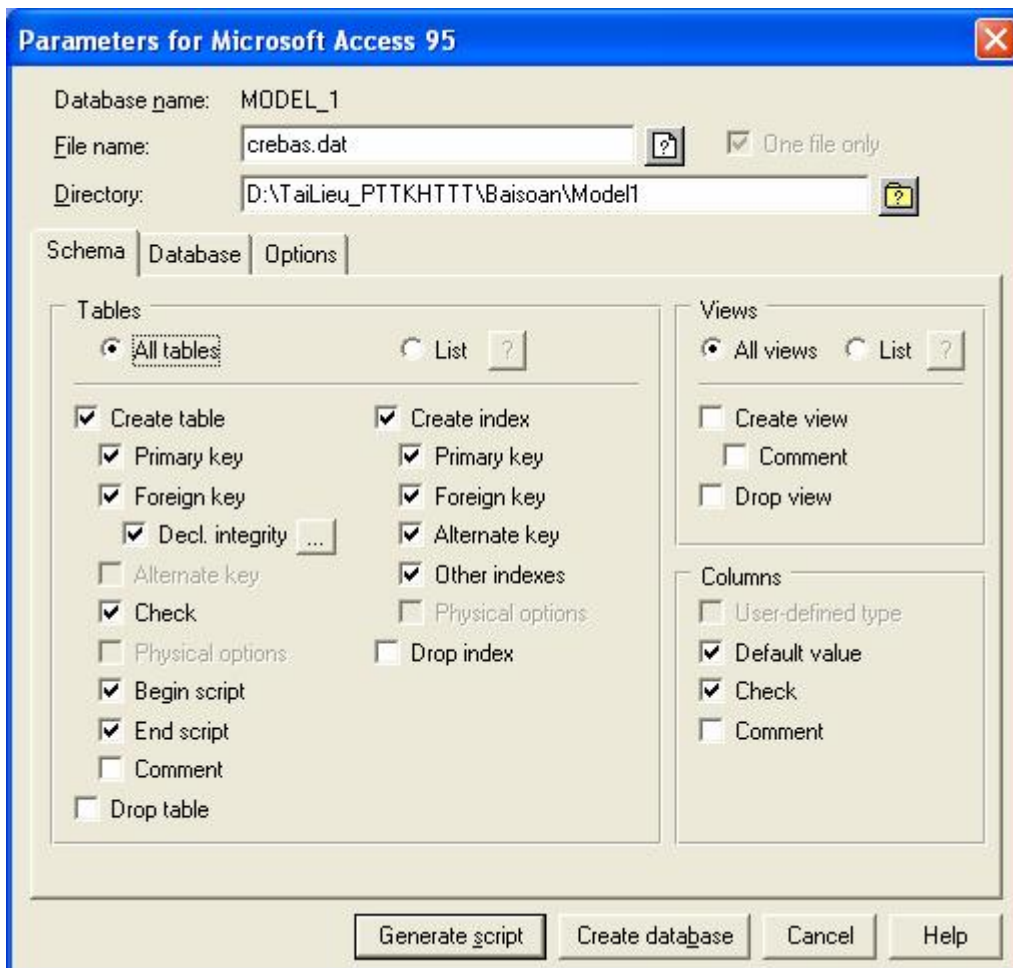 Parameters for Microsoft Access 95
Database name: MODEL_1
File name: crebas.dat ? One file only
Directory: D:\TaiLieu_PTTKHTTT\Baisoan\Model1 ?
Schema Database Options
Tables
All tables List ?
Create table Create index
Primary key Primary key
Foreign key Foreign key
Decl. integrity ... Alternate key
Alternate key Other indexes
Check Physical options
Physical options Drop index
Begin script
End script
Comment
Drop table
Views
All views List ?
Create view
Comment
Drop view
Columns
User-defined type
Default value
Check
Comment
Generate script Create database Cancel Help